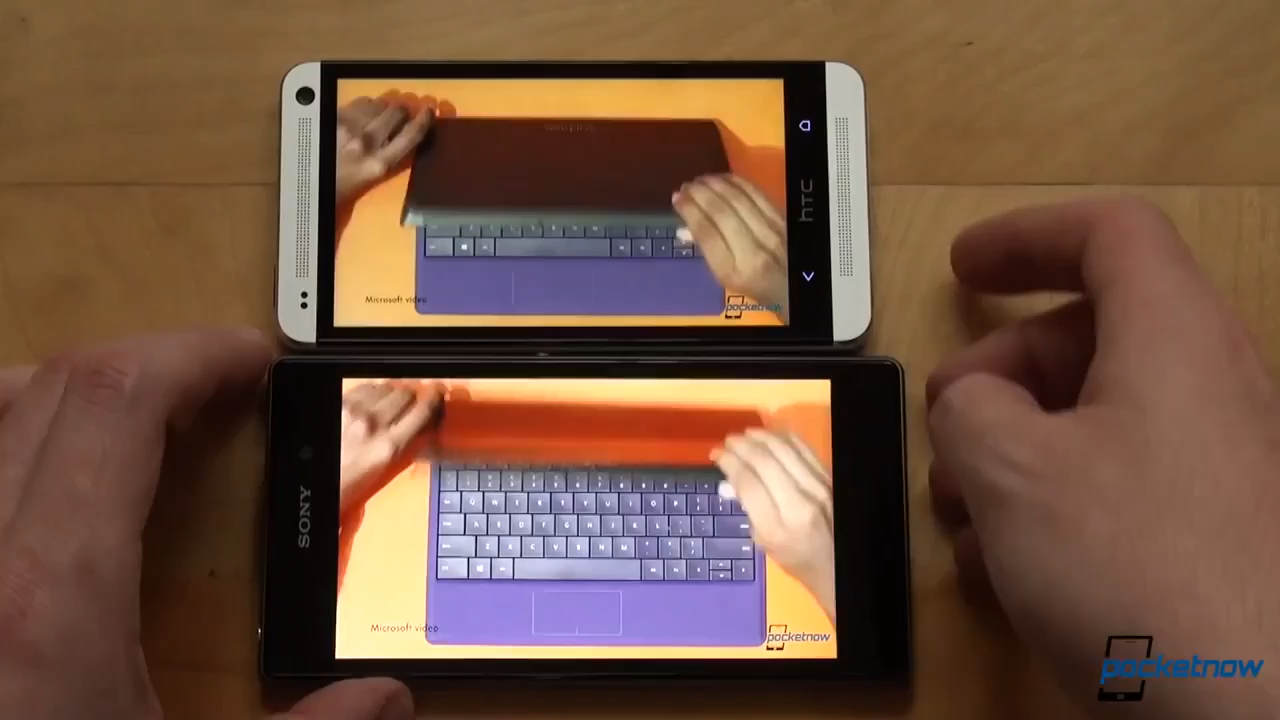 hTC
Microsoft video
pocketnow
SONY
Q W E R T Y U O P
A S D F G H J K L
Z X C V B N M
Microsoft video
pocketnow
pocketnow